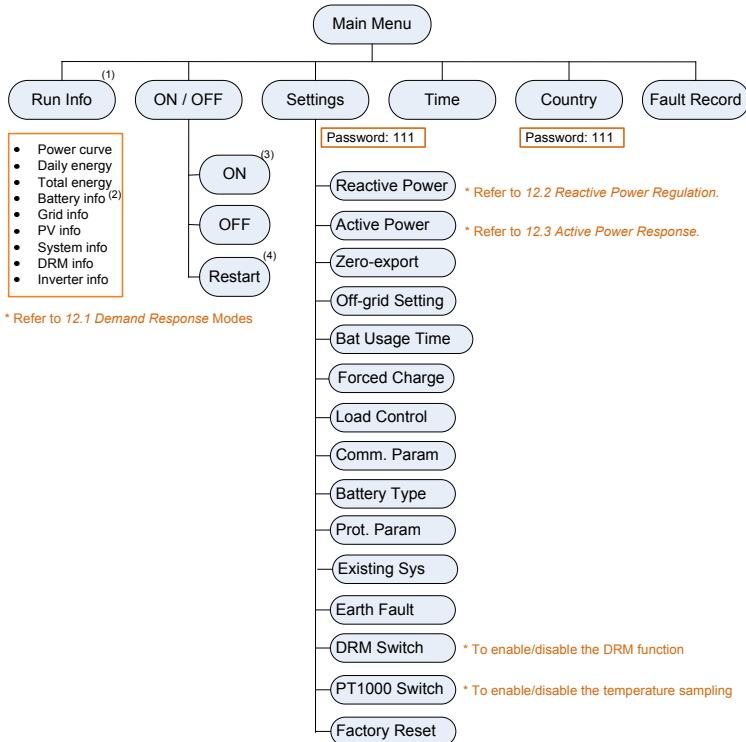 Main Menu
Run Info (1)
ON / OFF
Settings
Time
Country
Fault Record
Password: 111
Password: 111
• Power curve
• Daily energy
• Total energy
• Battery info (2)
• Grid info
• PV info
• System info
• DRM info
• Inverter info
* Refer to 12.1 Demand Response Modes
ON (3)
OFF
Restart (4)
Reactive Power
* Refer to 12.2 Reactive Power Regulation.
Active Power
* Refer to 12.3 Active Power Response.
Zero-export
Off-grid Setting
Bat Usage Time
Forced Charge
Load Control
Comm. Param
Battery Type
Prot. Param
Existing Sys
Earth Fault
DRM Switch
* To enable/disable the DRM function
PT1000 Switch
* To enable/disable the temperature sampling
Factory Reset